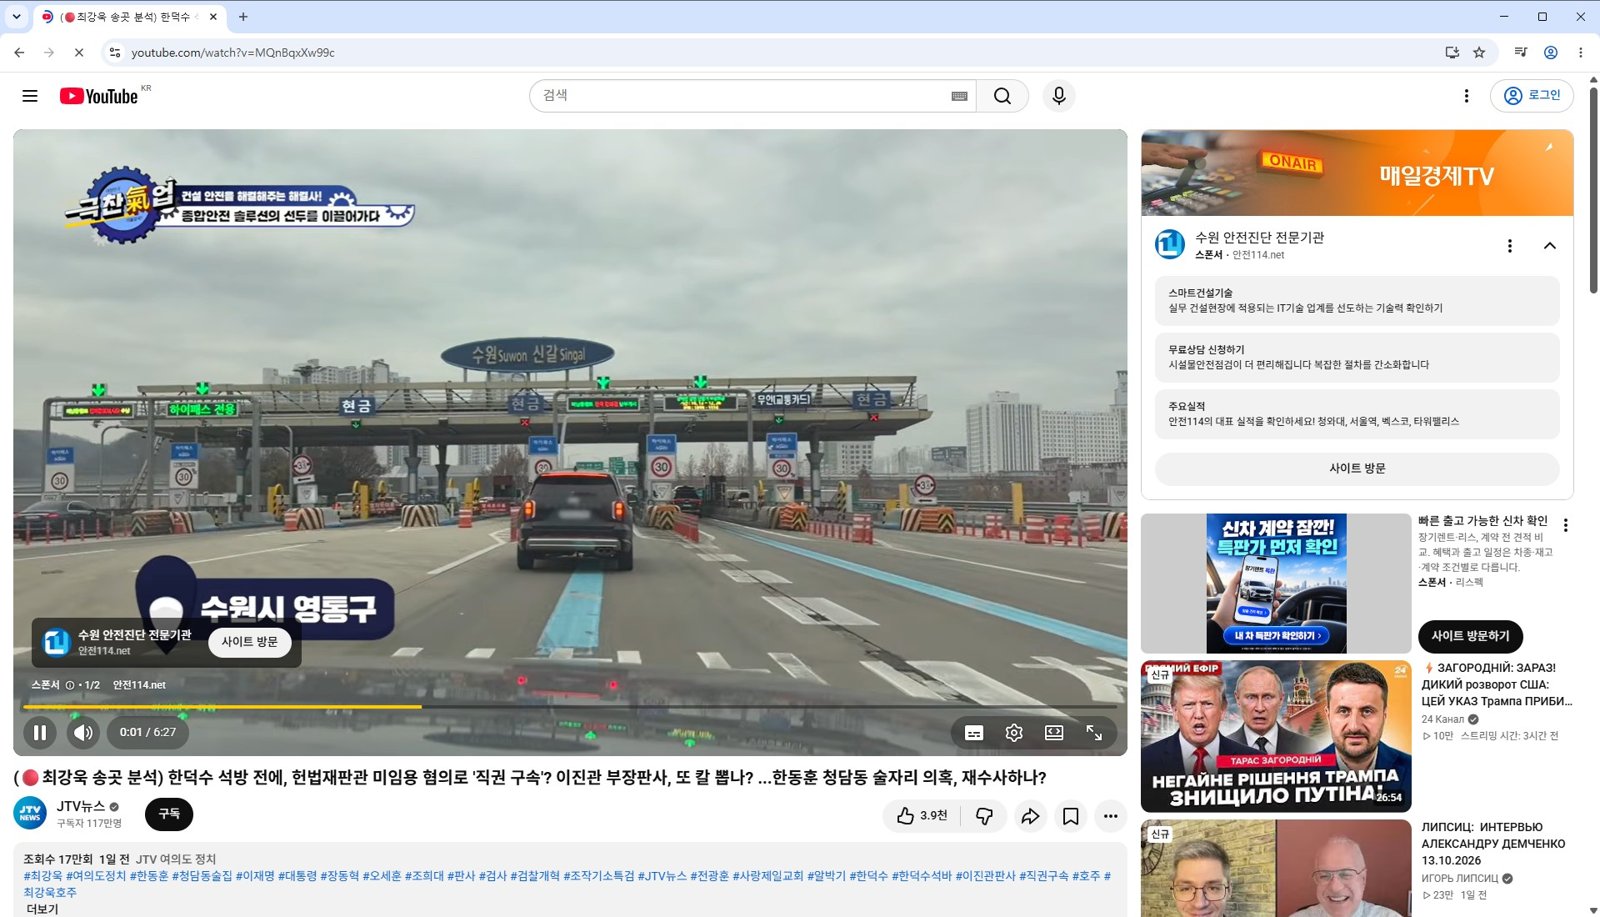 (🔴최강욱 송곳 분석) 한덕수
youtube.com/watch?v=MQnBqxXw99c
YouTube KR
검색
로그인
극찬氣업
건설 안전을 해결해주는 해결사!
종합안전 솔루션의 선두를 이끌어가다
수원 Suwon 신갈 Singal
하이패스 전용
현금
현금
무인(교통카드)
현금
30
30
30
30
수원시 영통구
수원 안전진단 전문기관
안전114.net
사이트 방문
스폰서 · 1/2 안전114.net
0:01 / 6:27
(🔴최강욱 송곳 분석) 한덕수 석방 전에, 헌법재판관 미임용 혐의로 '직권 구속'? 이진관 부장판사, 또 칼 뽑나? ...한동훈 청담동 술자리 의혹, 재수사하나?
JTV NEWS
JTV뉴스
구독자 117만명
구독
3.9천
조회수 17만회 1일 전 JTV 여의도 정치
#최강욱 #여의도정치 #한동훈 #청담동술집 #이재명 #대통령 #장동혁 #오세훈 #조희대 #판사 #검사 #검찰개혁 #조작기소특검 #JTV뉴스 #전광훈 #사랑제일교회 #알박기 #한덕수 #한덕수석바 #이진관판사 #직권구속 #호주 #
최강욱호주
더보기
ON AIR
매일경제TV
수원 안전진단 전문기관
스폰서 · 안전114.net
스마트건설기술
실무 건설현장에 적용되는 IT기술 업계를 선도하는 기술력 확인하기
무료상담 신청하기
시설물안전점검이 더 편리해집니다 복잡한 절차를 간소화합니다
주요실적
안전114의 대표 실적을 확인하세요! 청와대, 서울역, 벡스코, 타워팰리스
사이트 방문
신차 계약 잠깐!
특판가 먼저 확인
장기렌트 특판
내 차 특판가 확인하기 >
빠른 출고 가능한 신차 확인
장기렌트·리스, 계약 전 견적 비
교. 혜택과 출고 일정은 차종·재고
·계약 조건별로 다릅니다.
스폰서 · 리스펙
사이트 방문하기
ПРЯМИЙ ЕФІР
신규
24
ТАРАС ЗАГОРОДНІЙ
НЕГАЙНЕ РІШЕННЯ ТРАМПА
ЗНИЩИЛО ПУТІНА!
26:54
⚡ЗАГОРОДНІЙ: ЗАРАЗ!
ДИКИЙ розворот США:
ЦЕЙ УКАЗ Трампа ПРИБИ...
24 Канал
10만 스트리밍 시간: 3시간 전
신규
ЛИПСИЦ: ИНТЕРВЬЮ
АЛЕКСАНДРУ ДЕМЧЕНКО
13.10.2026
ИГОРЬ ЛИПСИЦ
23만 1일 전